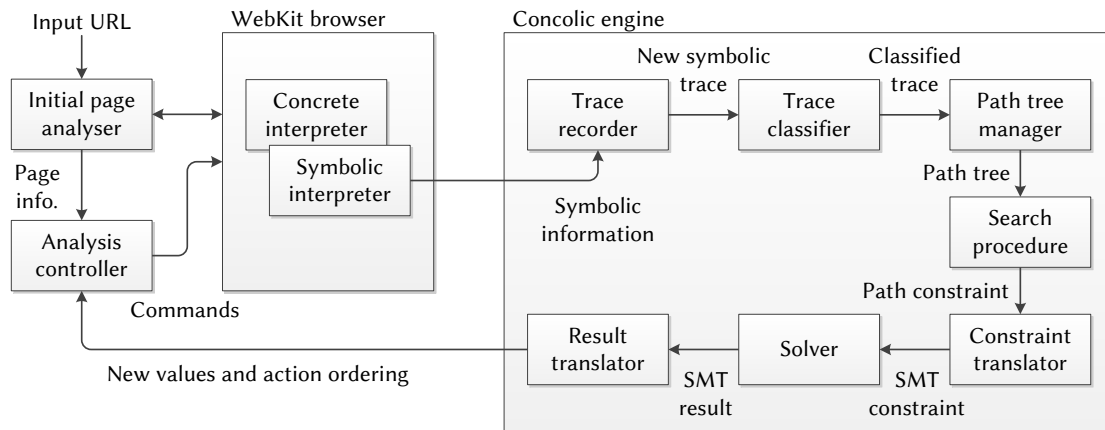 Input URL
WebKit browser
Concolic engine
Initial page
analyser
Concrete
interpreter
Symbolic
interpreter
New symbolic
trace
Classified
trace
Trace
recorder
Trace
classifier
Path tree
manager
Page
info.
Path tree
Symbolic
information
Search
procedure
Analysis
controller
Commands
Path constraint
Result
translator
Solver
Constraint
translator
New values and action ordering
SMT
result
SMT
constraint